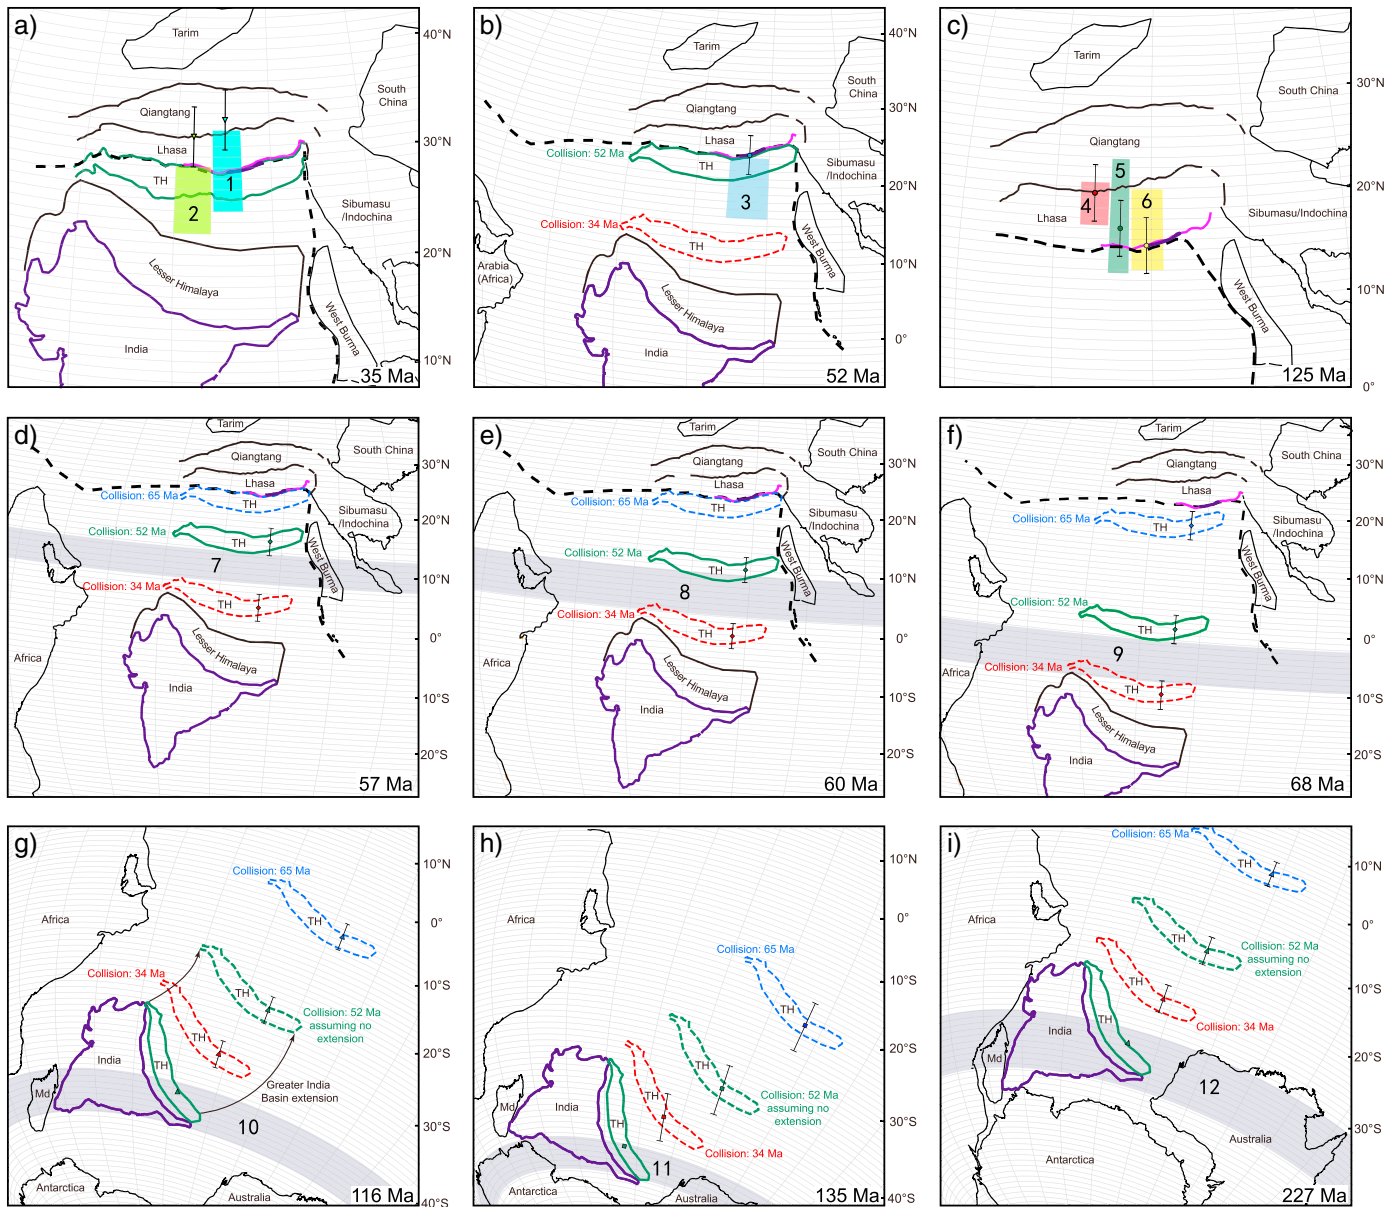 a)
Tarim
40°N
South
China
Qiangtang
30°N
Lhasa
TH
1
2
Sibumasu
/Indochina
20°N
Lesser Himalaya
West Burma
India
10°N
35 Ma
b)
Tarim
40°N
South
China
Qiangtang
30°N
Lhasa
Collision: 52 Ma
TH
Sibumasu
/Indochina
20°N
3
Collision: 34 Ma
TH
West Burma
Arabia
(Africa)
10°N
Lesser Himalaya
India
0°
52 Ma
c)
Tarim
30°N
South China
Qiangtang
5
20°N
4
6
Lhasa
Sibumasu/Indochina
West Burma
10°N
125 Ma
0°
d)
Tarim
South China
Qiangtang
30°N
Lhasa
Collision: 65 Ma
TH
Sibumasu
/Indochina
20°N
Collision: 52 Ma
TH
West Burma
7
10°N
Collision: 34 Ma
TH
0°
Lesser Himalaya
Africa
India
10°S
20°S
57 Ma
e)
Tarim
South China
Qiangtang
30°N
Lhasa
Collision: 65 Ma
TH
Sibumasu
/Indochina
20°N
Collision: 52 Ma
TH
West Burma
8
10°N
Collision: 34 Ma
TH
0°
Lesser Himalaya
Africa
India
10°S
20°S
60 Ma
f)
Tarim
South China
Qiangtang
30°N
Lhasa
Collision: 65 Ma
TH
Sibumasu
/Indochina
20°N
West Burma
10°N
Collision: 52 Ma
TH
0°
9
Collision: 34 Ma
TH
Africa
10°S
Lesser Himalaya
India
20°S
68 Ma
g)
10°N
Collision: 65 Ma
Africa
TH
0°
Collision: 34 Ma
10°S
TH
Collision: 52 Ma
assuming no
extension
TH
India
TH
20°S
Md
Greater India
Basin extension
10
30°S
Antarctica
Australia
116 Ma
40°S
h)
10°N
Africa
0°
Collision: 65 Ma
10°S
TH
20°S
TH
India
TH
Collision: 52 Ma
assuming no
extension
Md
TH
30°S
Collision: 34 Ma
11
Antarctica
Australia
135 Ma
40°S
i)
Collision: 65 Ma
TH
10°N
Africa
0°
TH
Collision: 52 Ma
assuming no
extension
TH
10°S
TH
Collision: 34 Ma
India
Md
20°S
12
Australia
30°S
Antarctica
227 Ma